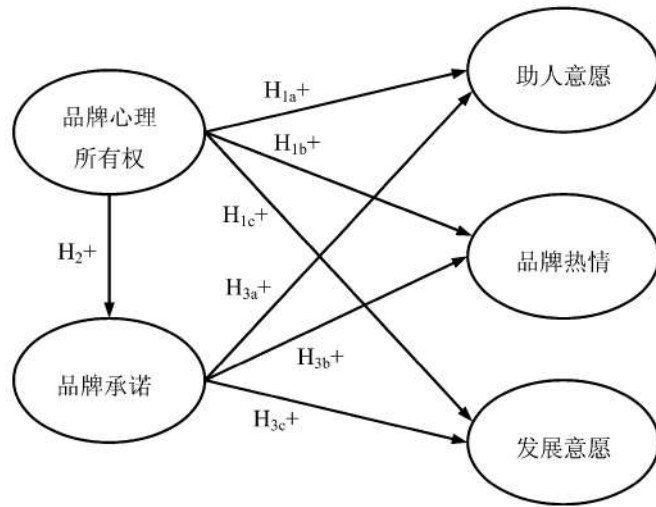 助人意愿
H1a+
品牌心理
所有权
H1b+
H1c+
H2+
品牌热情
H3a+
H3b+
品牌承诺
H3c+
发展意愿